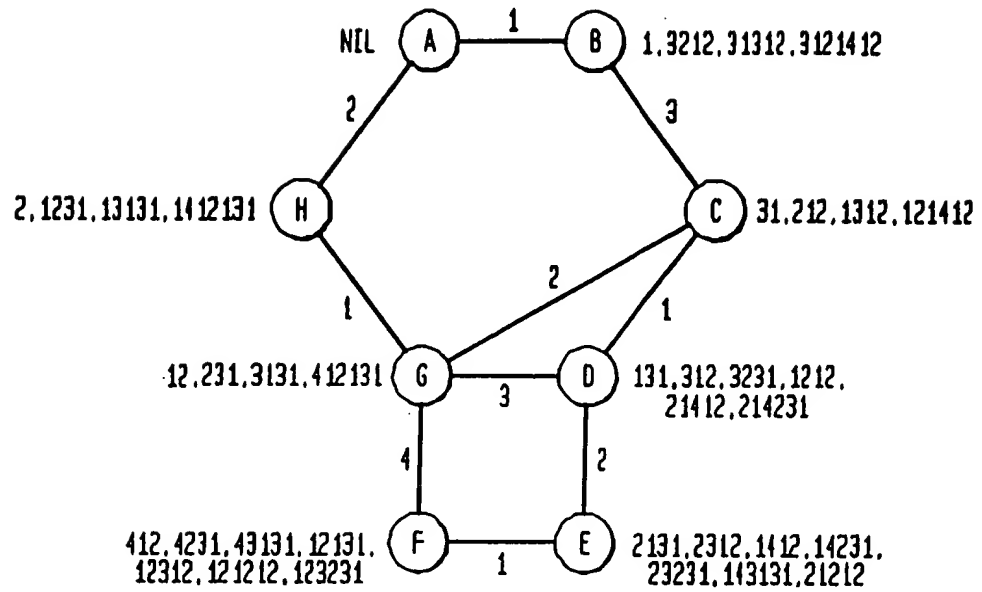 NIL A 1 B 1,3212,31312,3121412
2 3
2,1231,13131,1412131 H C 31,212,1312,121412
2
1 1
12,231,3131,412131 G 3 D 131,312,3231,1212,
21412,214231
4 2
412,4231,43131,12131, F 1 E 2131,2312,1412,14231,
12312,121212,123231 23231,143131,21212